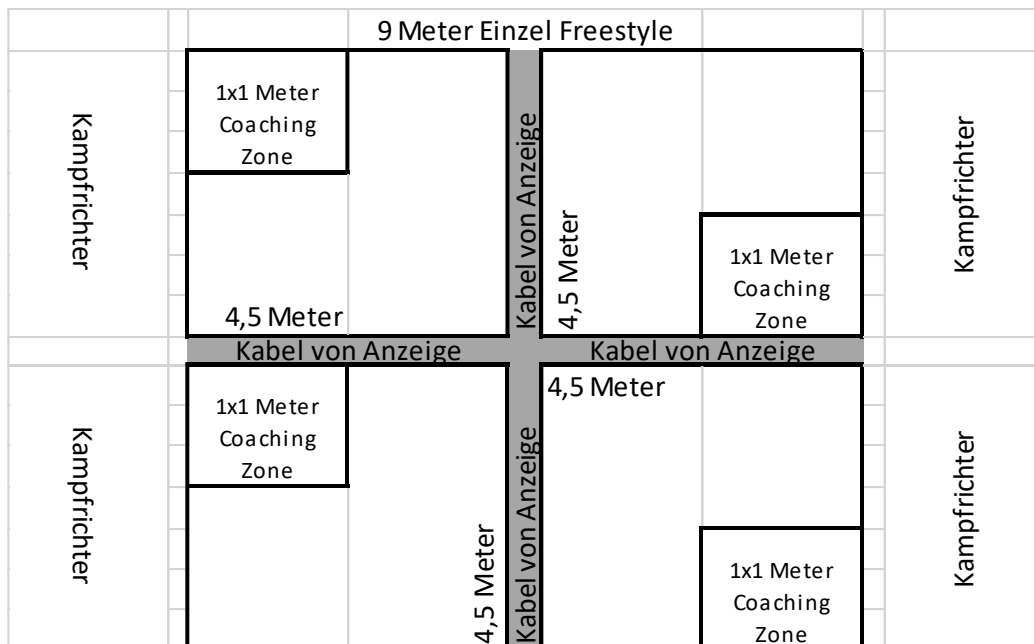 9 Meter Einzel Freestyle
Kampfrichter
1x1 Meter
Coaching
Zone
4,5 Meter
Kabel von Anzeige
4,5 Meter
1x1 Meter
Coaching
Zone
Kampfrichter
Kabel von Anzeige
Kabel von Anzeige
Kampfrichter
1x1 Meter
Coaching
Zone
4,5 Meter
Kabel von Anzeige
4,5 Meter
1x1 Meter
Coaching
Zone
Kampfrichter